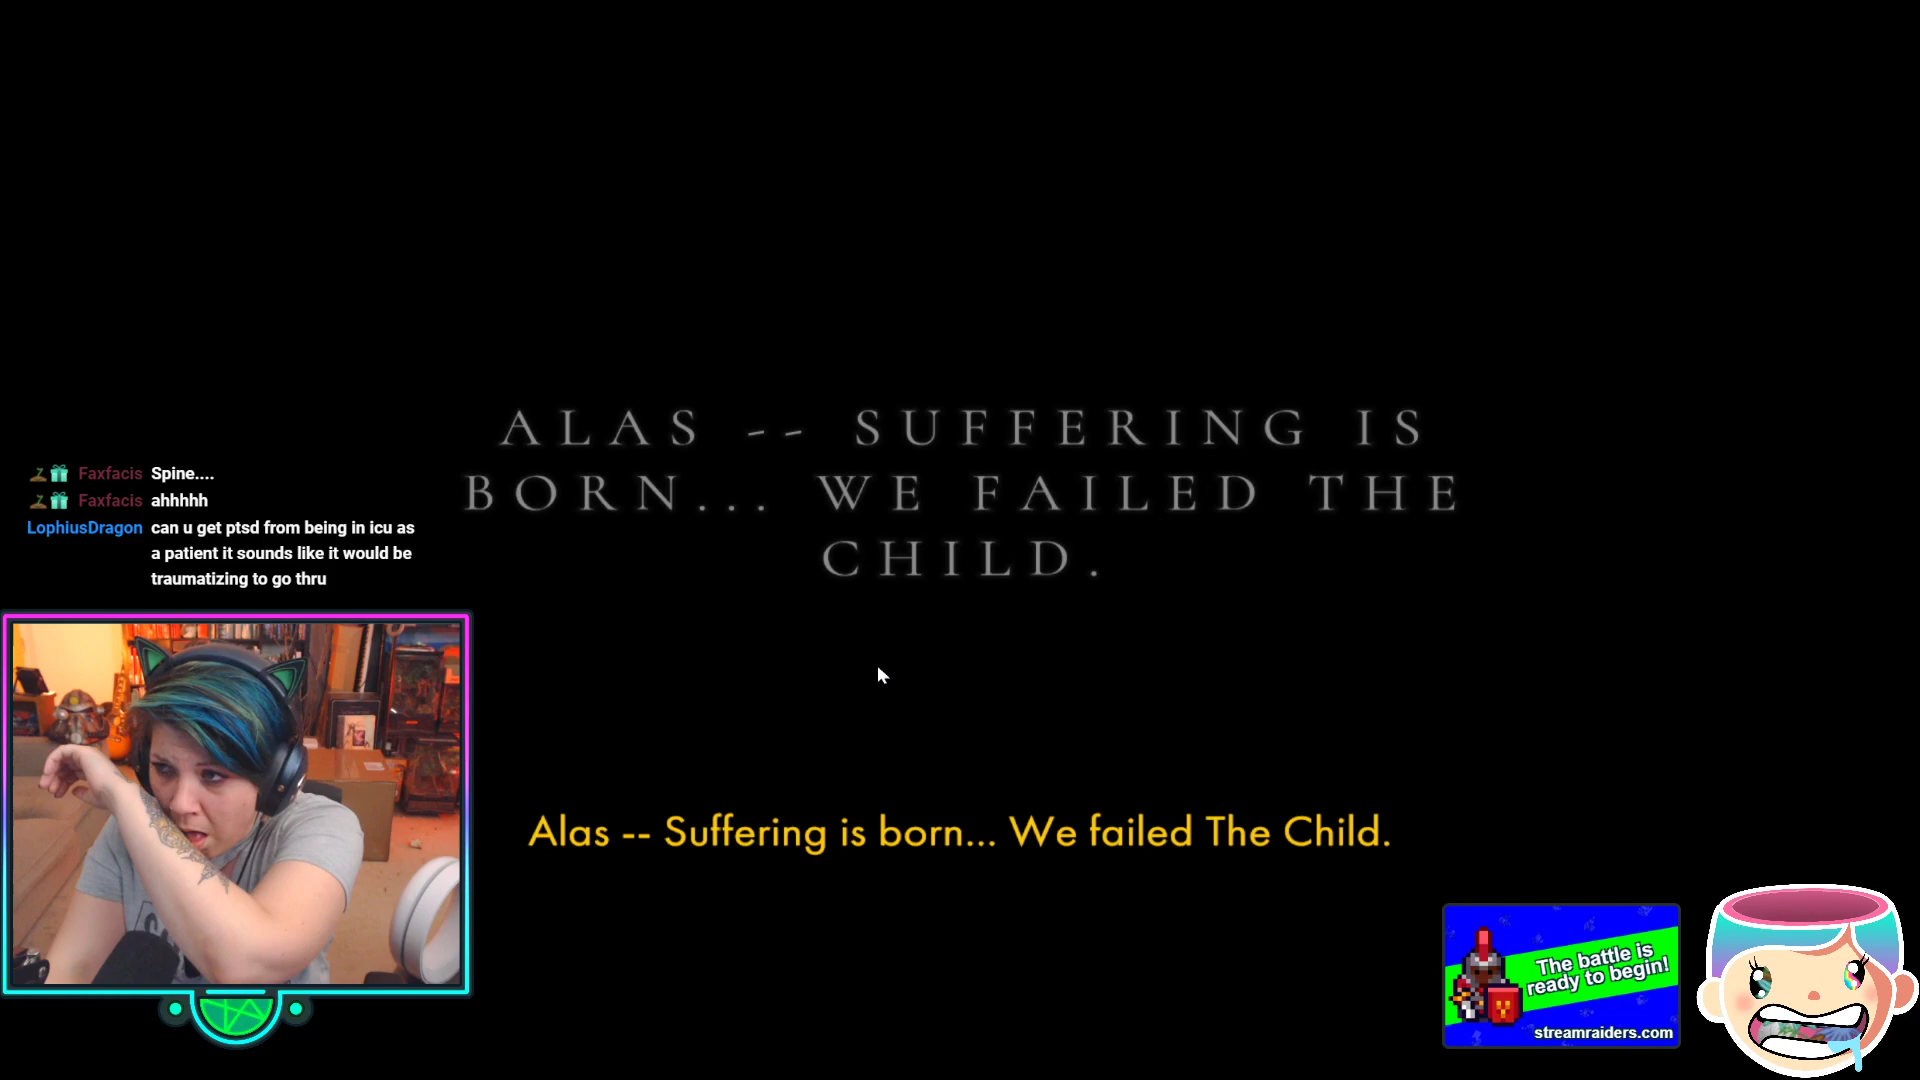 ALAS -- SUFFERING IS
BORN... WE FAILED THE
CHILD.
Faxfacis Spine....
Faxfacis ahhhhh
LophiusDragon can u get ptsd from being in icu as
a patient it sounds like it would be
traumatizing to go thru
Alas -- Suffering is born... We failed The Child.
The battle is
ready to begin!
streamraiders.com